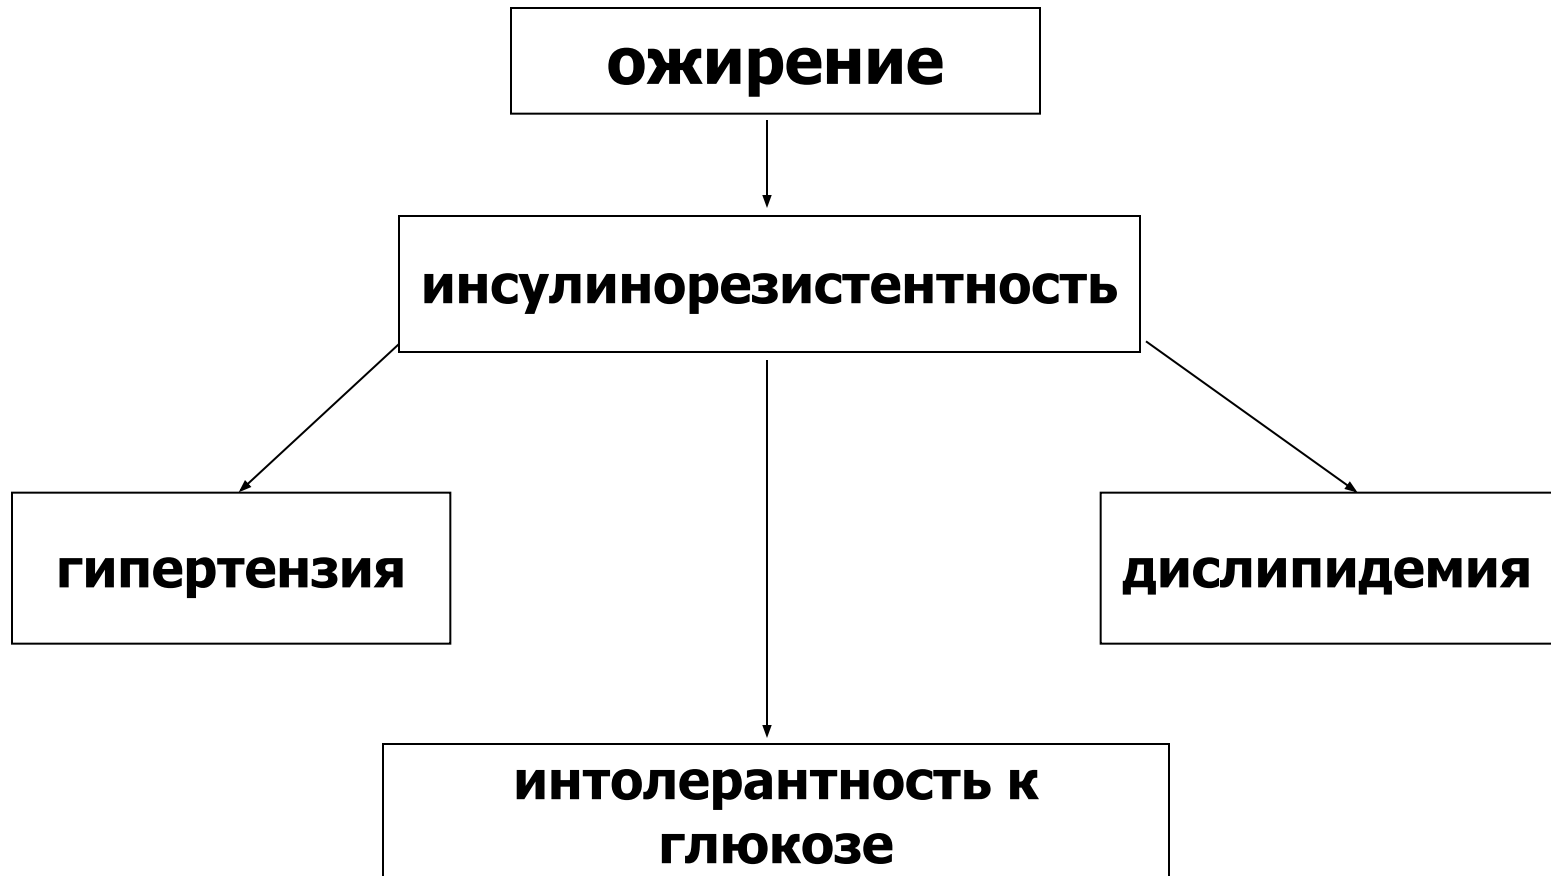 ожирение
инсулинорезистентность
гипертензия
дислипидемия
интолерантность к
глюкозе